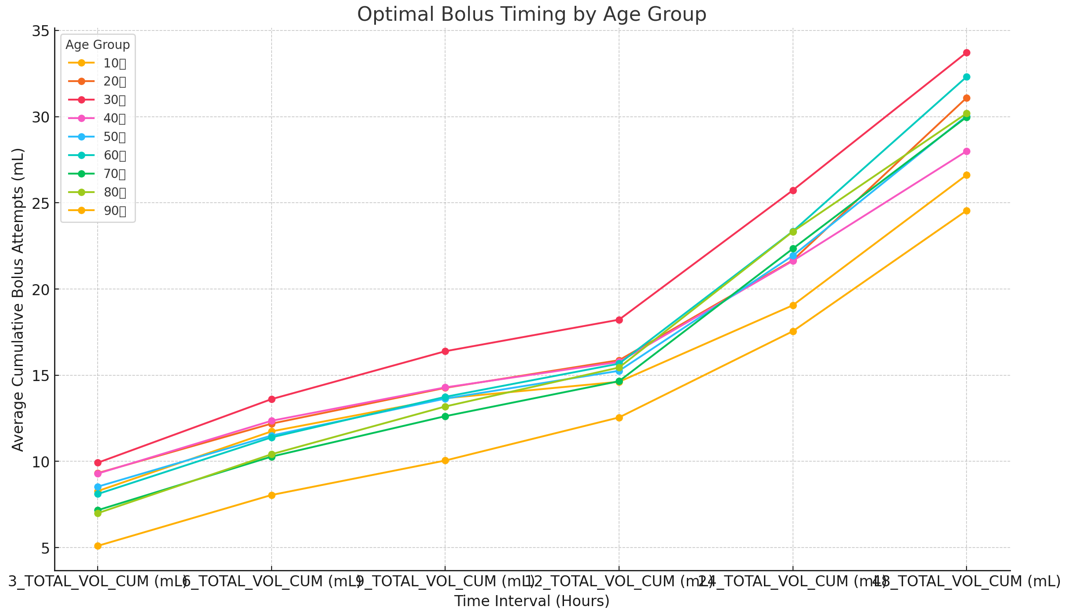 Optimal Bolus Timing by Age Group
Average Cumulative Bolus Attempts (mL)
35
30
25
20
15
10
5
Age Group
10▯
20▯
30▯
40▯
50▯
60▯
70▯
80▯
90▯
3_TOTAL_VOL_CUM (mL)
6_TOTAL_VOL_CUM (mL)
9_TOTAL_VOL_CUM (mL)
12_TOTAL_VOL_CUM (mL)
24_TOTAL_VOL_CUM (mL)
48_TOTAL_VOL_CUM (mL)
Time Interval (Hours)